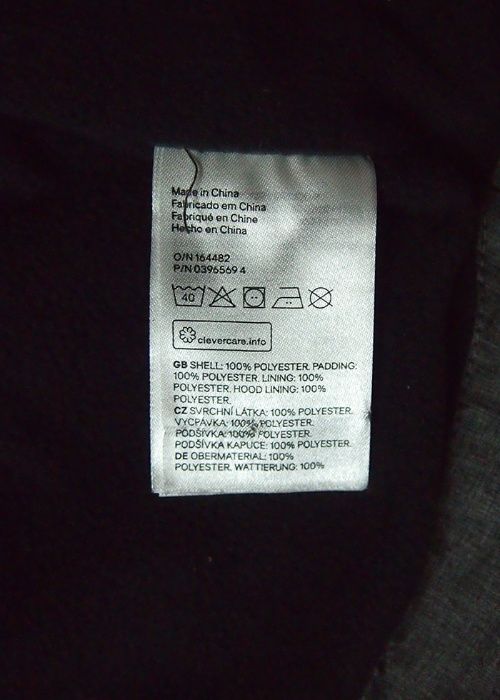 Made in China
Fabricado em China
Fabriqué en Chine
Hecho en China
O/N 164482
P/N 0396569 4
40
clevercare.info
GB SHELL: 100% POLYESTER. PADDING:
100% POLYESTER. LINING: 100%
POLYESTER. HOOD LINING: 100%
POLYESTER.
CZ SVRCHNÍ LÁTKA: 100% POLYESTER.
VÝCPÁVKA: 100% POLYESTER.
PODŠÍVKA: 100% POLYESTER.
PODŠÍVKA KAPUCE: 100% POLYESTER.
DE OBERMATERIAL: 100%
POLYESTER. WATTIERUNG: 100%